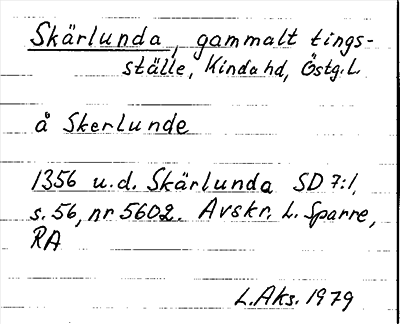 Skärlunda, gammalt tings-
ställe, Kinda hd, Östg. L.
å Skerlunde
1356 u.d. Skärlunda SD 7:1,
s. 56, nr 5602. Avskr. L. Sparre,
RA
L. Aks. 1979